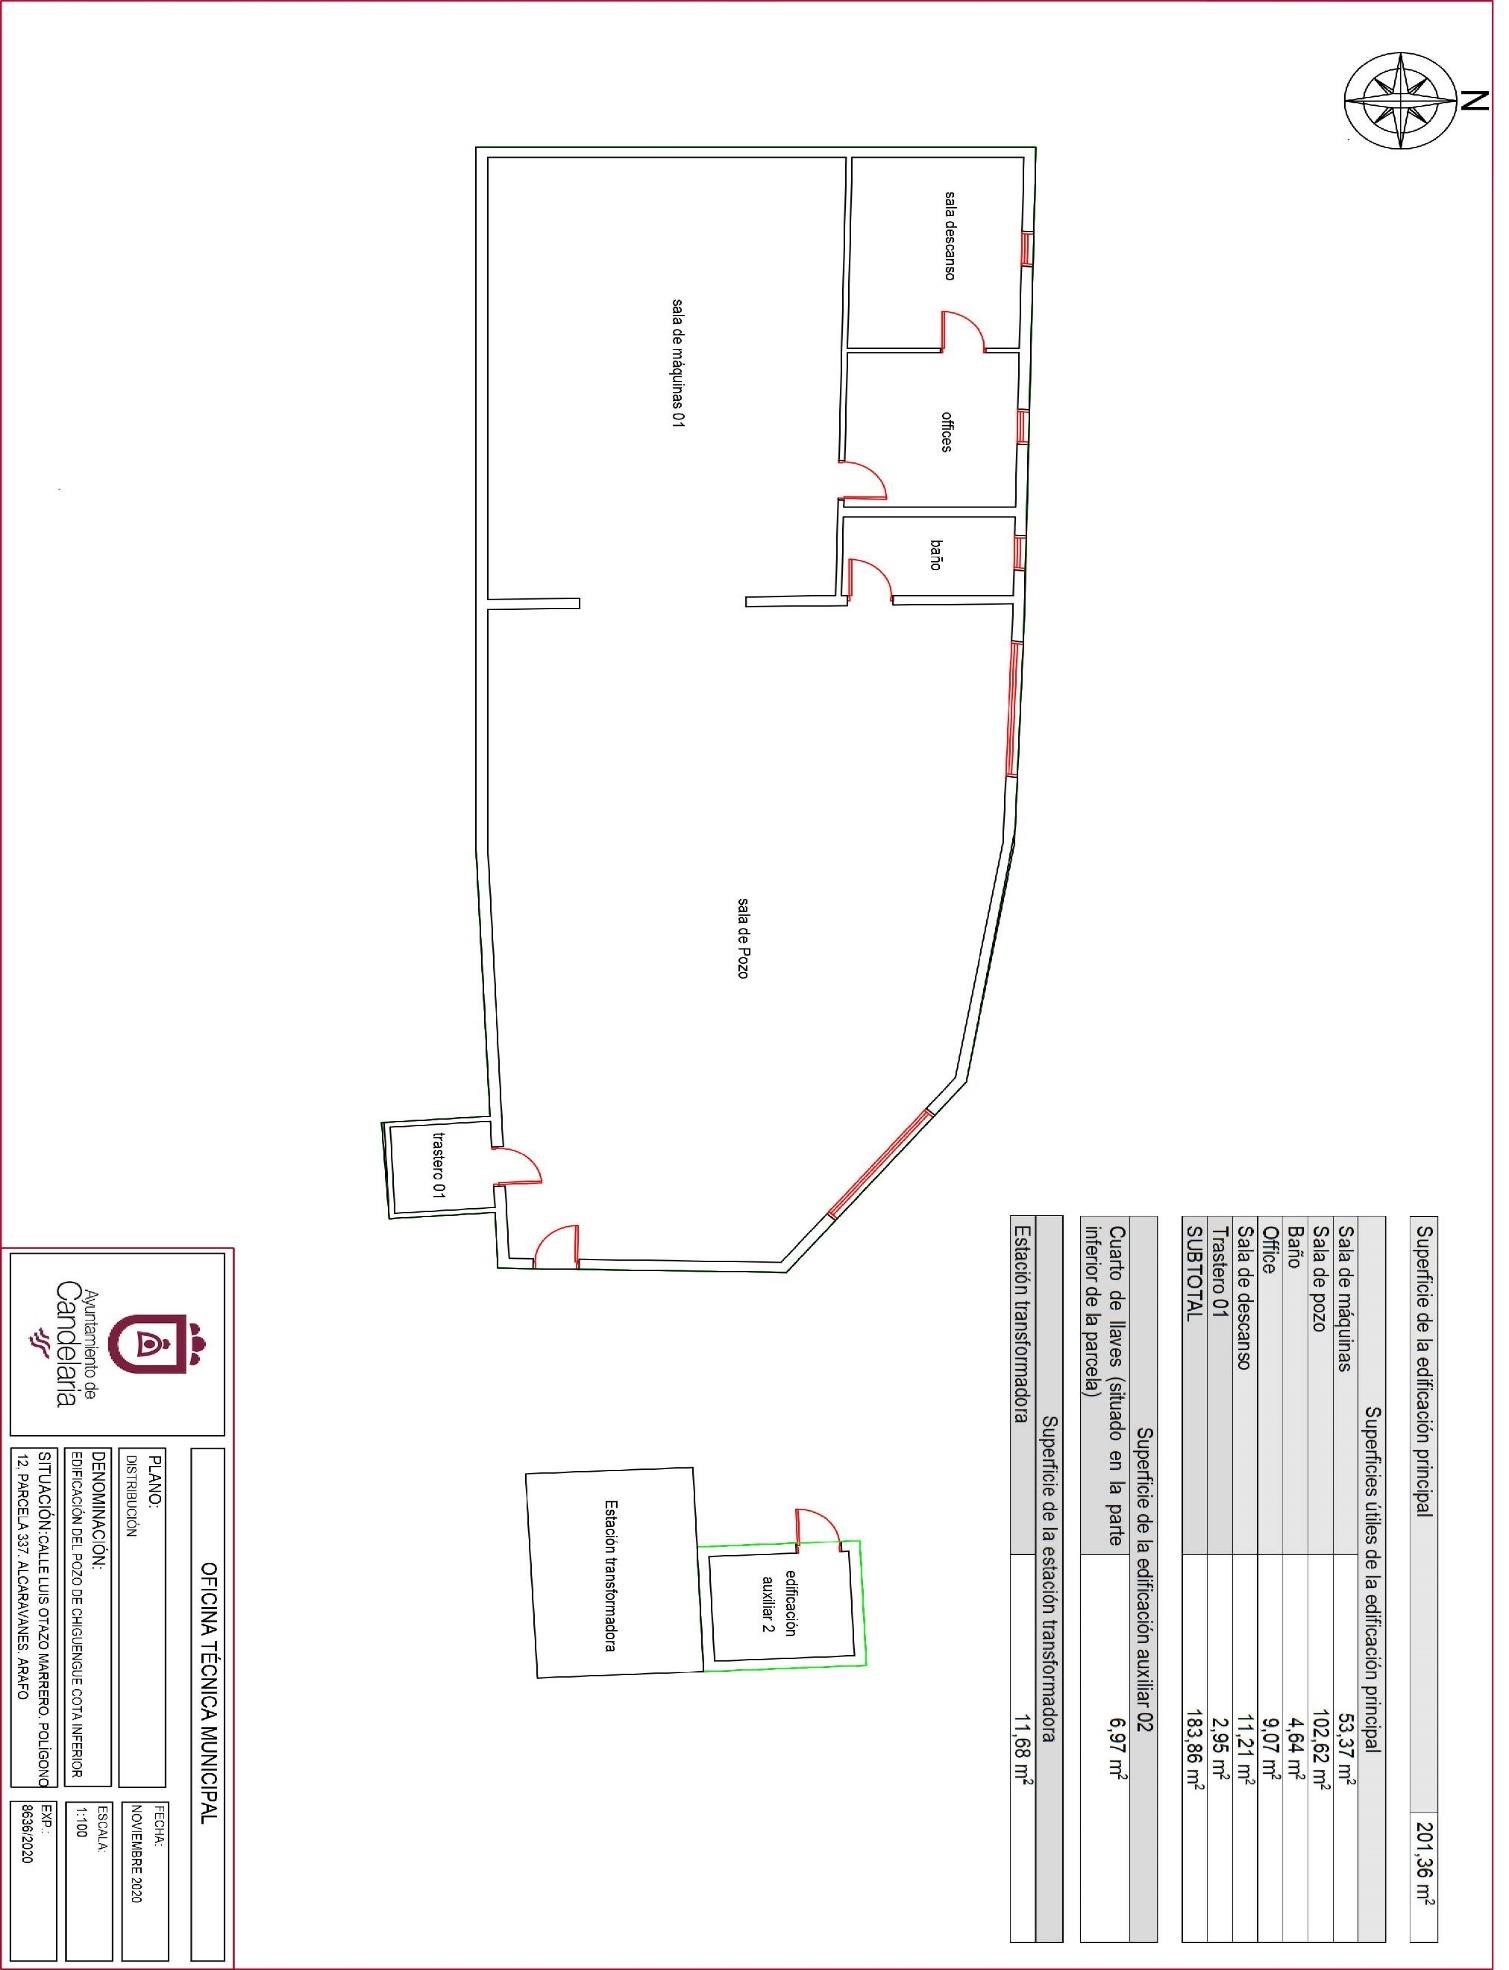 N
sala descanso
offices
baño
sala de máquinas 01
sala de Pozo
trastero 01
Estación transformadora
edificación
auxiliar 2
Superficie de la edificación principal 201,36 m²
Superficies útiles de la edificación principal
Sala de máquinas 53,37 m²
Sala de pozo 102,62 m²
Baño 4,64 m²
Office 9,07 m²
Sala de descanso 11,21 m²
Trastero 01 2,95 m²
SUBTOTAL 183,86 m²
Superficie de la edificación auxiliar 02
Cuarto de llaves (situado en la parte
inferior de la parcela) 6,97 m²
Superficie de la estación transformadora
Estación transformadora 11,68 m²
Ayuntamiento de
Candelaria
OFICINA TÉCNICA MUNICIPAL
PLANO:
DISTRIBUCIÓN
FECHA:
NOVIEMBRE 2020
DENOMINACIÓN:
EDIFICACIÓN DEL POZO DE CHIGUENGUE COTA INFERIOR
ESCALA:
1:100
SITUACIÓN:CALLE LUIS OTAZO MARRERO. POLÍGONO
12, PARCELA 337. ALCARAVANES. ARAFO
EXP.:
8636/2020